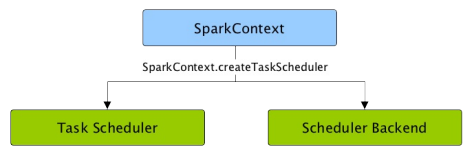 SparkContext
SparkContext.createTaskScheduler
Task Scheduler
Scheduler Backend